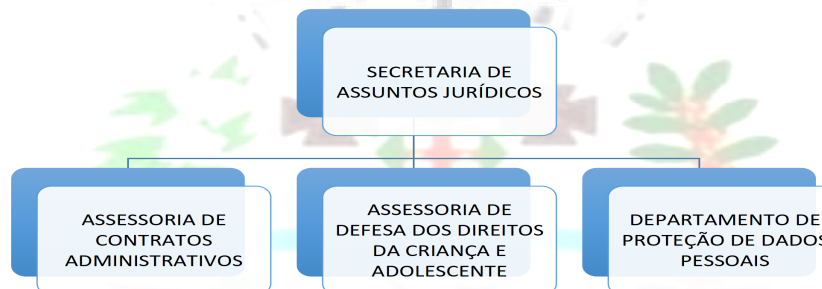 SECRETARIA DE
ASSUNTOS JURÍDICOS
ASSESSORIA DE
CONTRATOS
ADMINISTRATIVOS
ASSESSORIA DE
DEFESA DOS DIREITOS
DA CRIANÇA E
ADOLESCENTE
DEPARTAMENTO DE
PROTEÇÃO DE DADOS
PESSOAIS